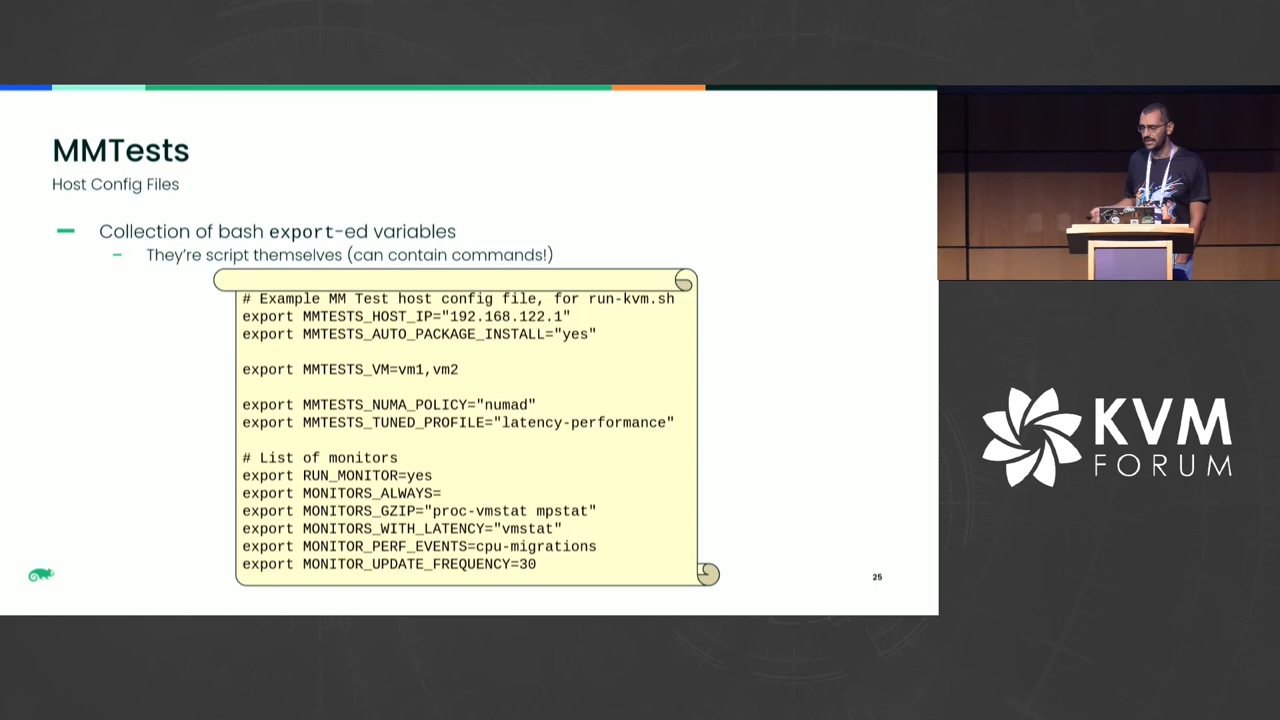 MMTests
Host Config Files
Collection of bash export-ed variables
They're script themselves (can contain commands!)
# Example MM Test host config file, for run-kvm.sh
export MMTESTS_HOST_IP="192.168.122.1"
export MMTESTS_AUTO_PACKAGE_INSTALL="yes"
export MMTESTS_VM=vm1,vm2
export MMTESTS_NUMA_POLICY="numad"
export MMTESTS_TUNED_PROFILE="latency-performance"
# List of monitors
export RUN_MONITOR=yes
export MONITORS_ALWAYS=
export MONITORS_GZIP="proc-vmstat mpstat"
export MONITORS_WITH_LATENCY="vmstat"
export MONITOR_PERF_EVENTS=cpu-migrations
export MONITOR_UPDATE_FREQUENCY=30
25
KVM
FORUM